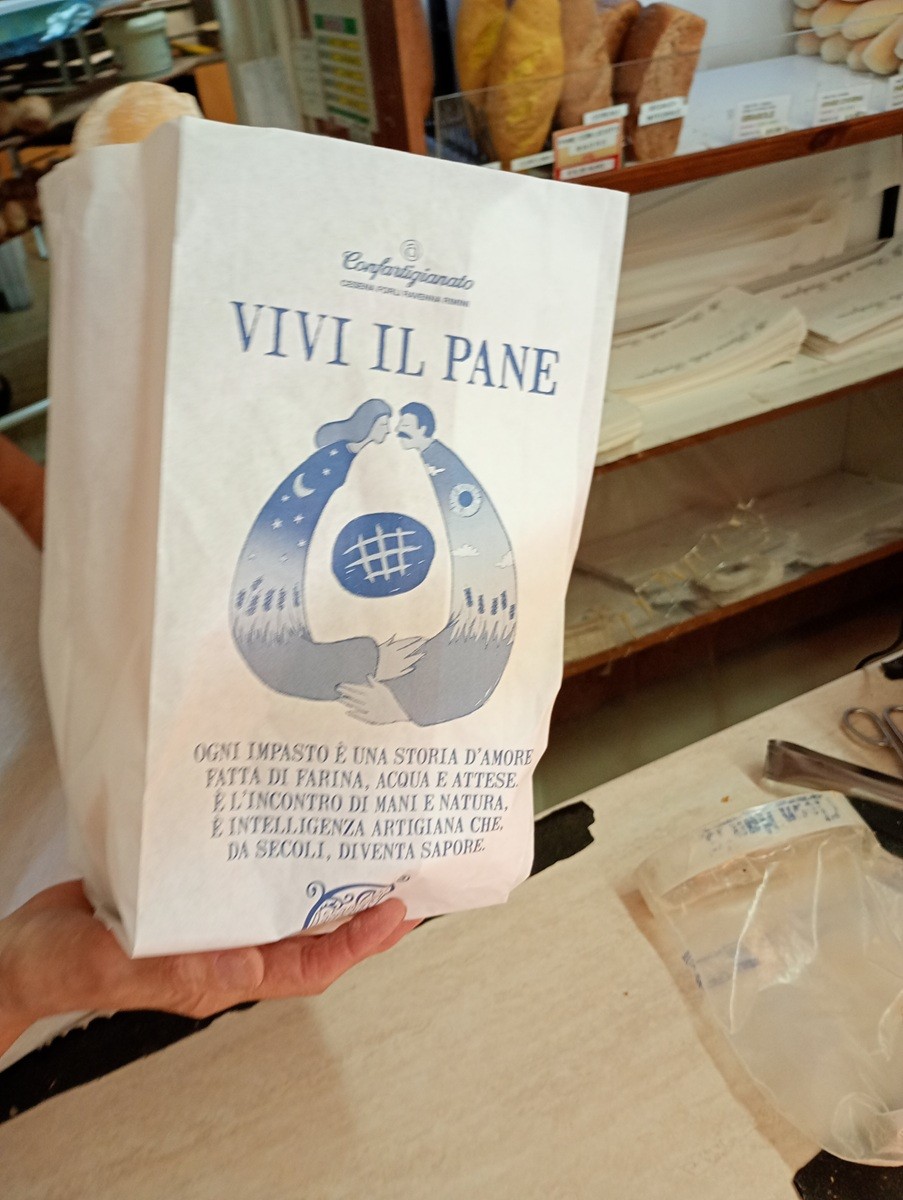 Confartigianato
CESENA FORLÌ RAVENNA RIMINI
VIVI IL PANE
OGNI IMPASTO È UNA STORIA D'AMORE
FATTA DI FARINA, ACQUA E ATTESE.
È L'INCONTRO DI MANI E NATURA,
È INTELLIGENZA ARTIGIANA CHE,
DA SECOLI, DIVENTA SAPORE.